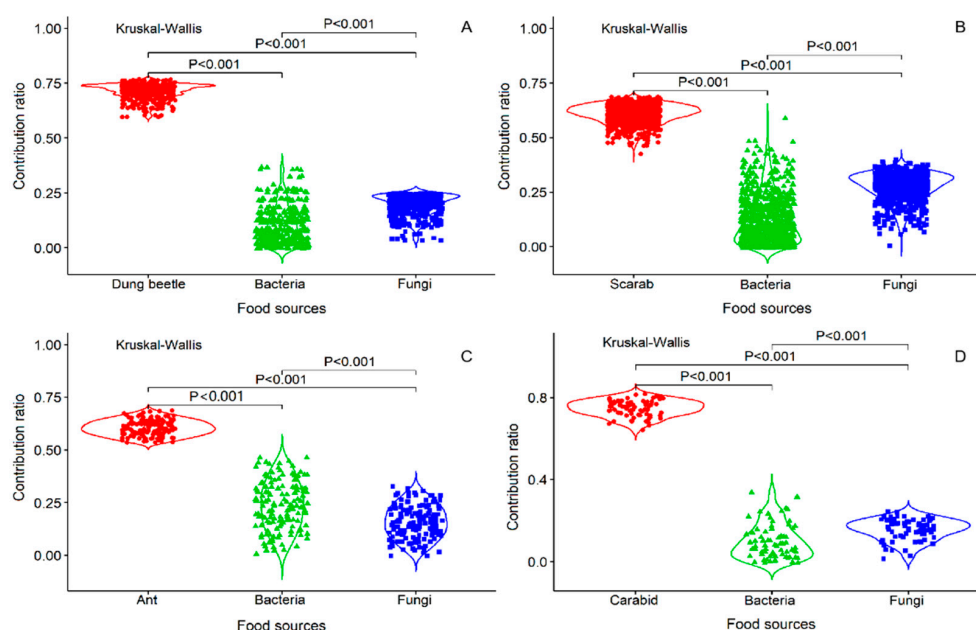 Kruskal-Wallis
A
P<0.001
P<0.001
P<0.001
1.00
0.75
0.50
0.25
0.00
Contribution ratio
Dung beetle Bacteria Fungi
Food sources
Kruskal-Wallis
B
P<0.001
P<0.001
P<0.001
1.00
0.75
0.50
0.25
0.00
Contribution ratio
Scarab Bacteria Fungi
Food sources
Kruskal-Wallis
C
P<0.001
P<0.001
P<0.001
1.00
0.75
0.50
0.25
0.00
Contribution ratio
Ant Bacteria Fungi
Food sources
Kruskal-Wallis
D
P<0.001
P<0.001
P<0.001
0.8
0.4
0.0
Contribution ratio
Carabid Bacteria Fungi
Food sources